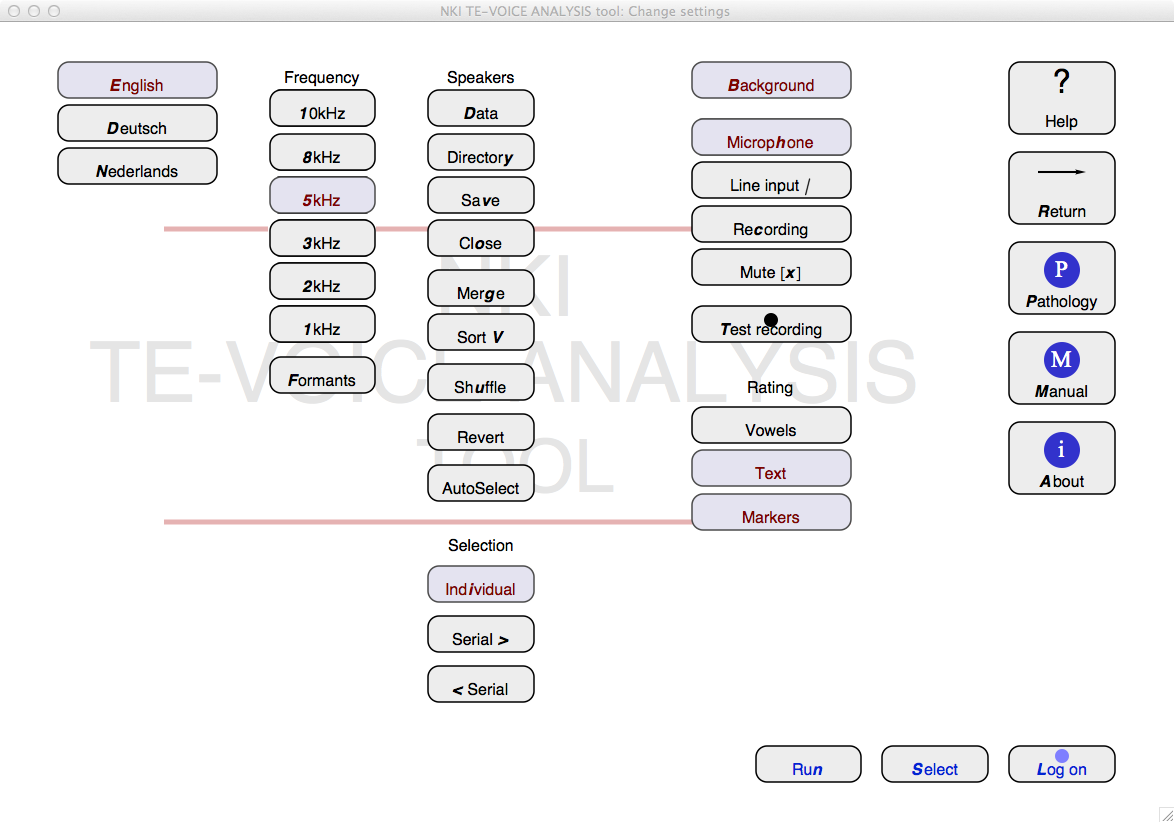 NKI TE-VOICE ANALYSIS tool: Change settings
English
Deutsch
Nederlands
Frequency
10kHz
8kHz
5kHz
3kHz
2kHz
1kHz
Formants
Speakers
Data
Directory
Save
Close
Merge
Sort V
Shuffle
Revert
AutoSelect
Selection
Individual
Serial >
< Serial
Background
Microphone
Line input /
Recording
Mute [x]
Test recording
Rating
Vowels
Text
Markers
?
Help
Return
P
Pathology
M
Manual
i
About
NKI
TE-VOICE ANALYSIS
TOOL
Run
Select
Log on